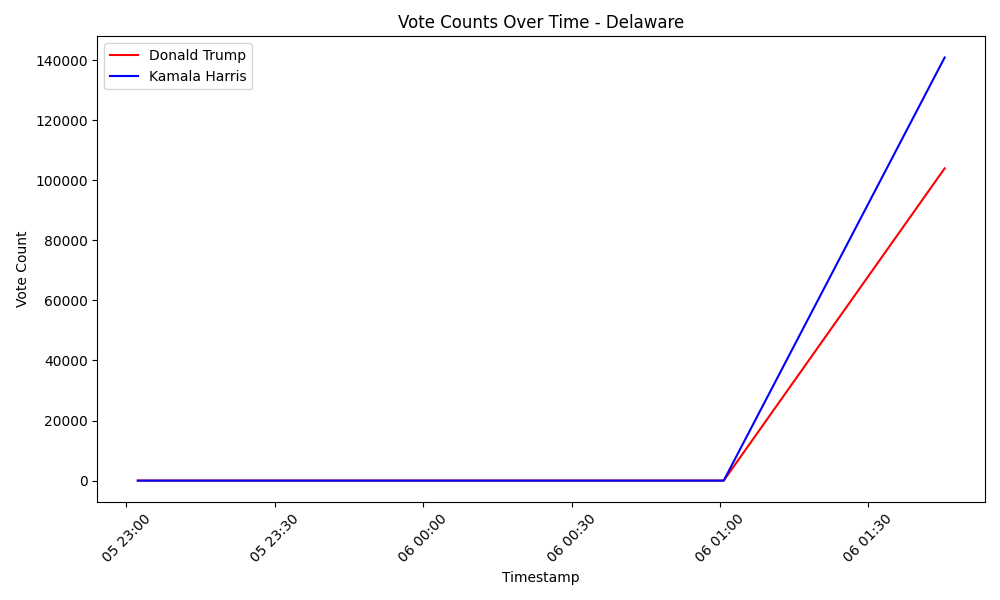 Vote Counts Over Time - Delaware
Donald Trump
Kamala Harris
140000
120000
100000
80000
60000
40000
20000
0
Vote Count
05 23:00
05 23:30
06 00:00
06 00:30
06 01:00
06 01:30
Timestamp